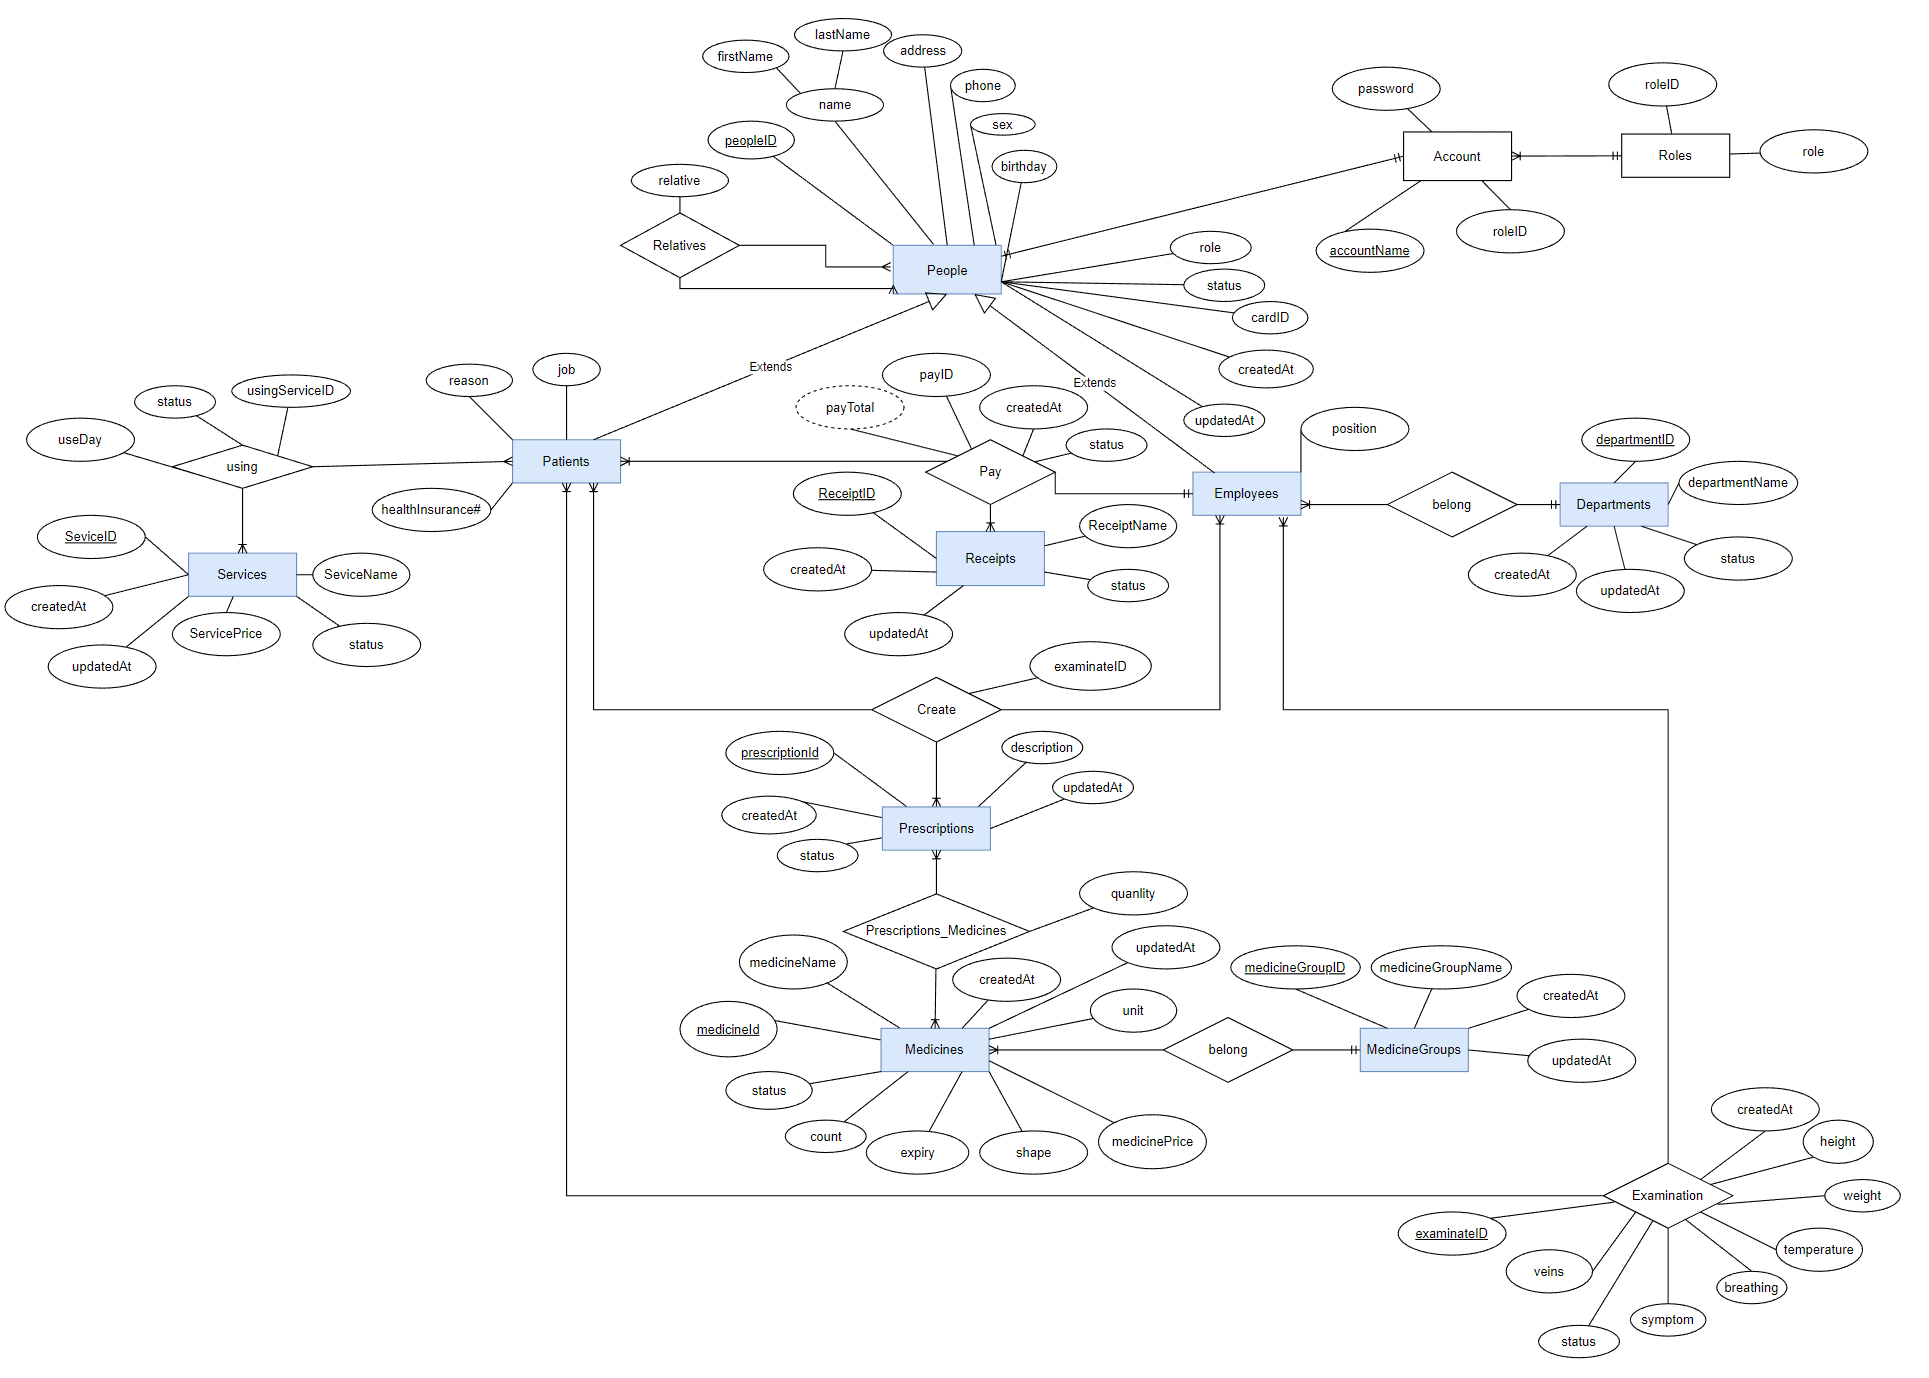 lastName
firstName
address
phone
name
sex
peopleID
birthday
relative
Relatives
People
password
roleID
Account
Roles
role
roleID
accountName
role
status
cardID
createdAt
updatedAt
Extends
Extends
job
reason
usingServiceID
status
useDay
using
Patients
healthInsurance#
payID
payTotal
createdAt
status
Pay
position
Employees
belong
departmentID
departmentName
Departments
createdAt
updatedAt
status
ReceiptID
ReceiptName
Receipts
createdAt
status
updatedAt
SeviceID
Services
SeviceName
createdAt
ServicePrice
status
updatedAt
examinateID
Create
prescriptionId
description
updatedAt
createdAt
Prescriptions
status
quanlity
Prescriptions_Medicines
medicineName
createdAt
updatedAt
unit
medicineId
Medicines
belong
medicineGroupID
medicineGroupName
createdAt
MedicineGroups
updatedAt
status
count
expiry
shape
medicinePrice
createdAt
height
Examination
weight
examinateID
temperature
veins
breathing
symptom
status